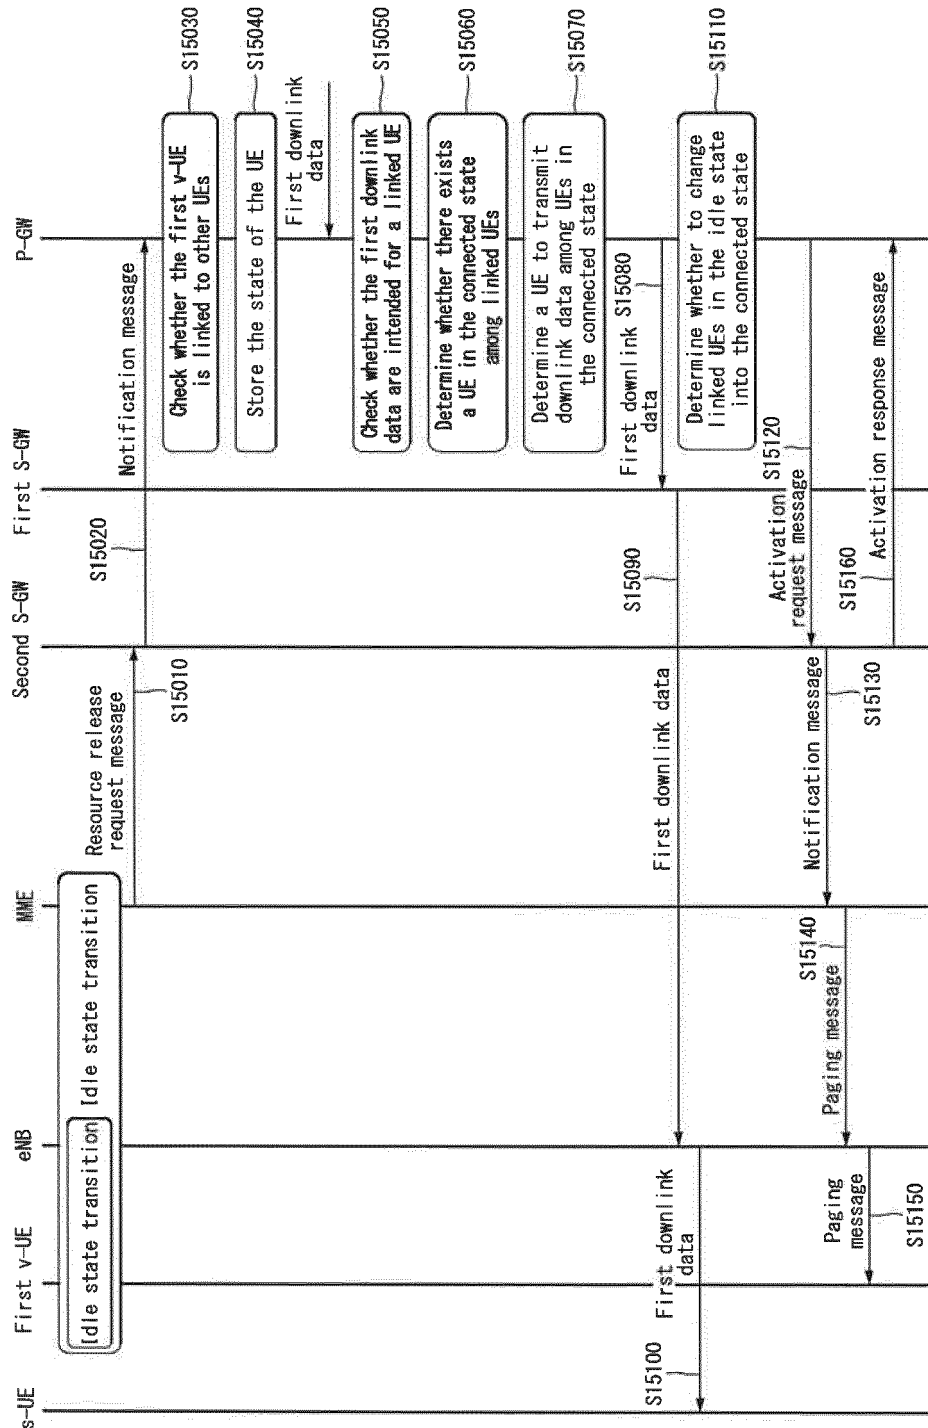 s-UE
First v-UE
eNB
MME
Second S-GW
First S-GW
P-GW
Idle state transition
Idle state transition
Resource release
request message
S15010
S15020
Notification message
Check whether the first v-UE
is linked to other UEs
S15030
Store the state of the UE
S15040
First downlink
data
Check whether the first downlink
data are intended for a linked UE
S15050
Determine whether there exists
a UE in the connected state
among linked UEs
S15060
Determine a UE to transmit
downlink data among UEs in
the connected state
S15070
First downlink
data
S15080
S15090
First downlink data
First downlink
data
S15100
Determine whether to change
linked UEs in the idle state
into the connected state
S15110
Activation
request message
S15120
Notification message
S15130
S15140
Paging message
Paging
message
S15150
S15160
Activation response message